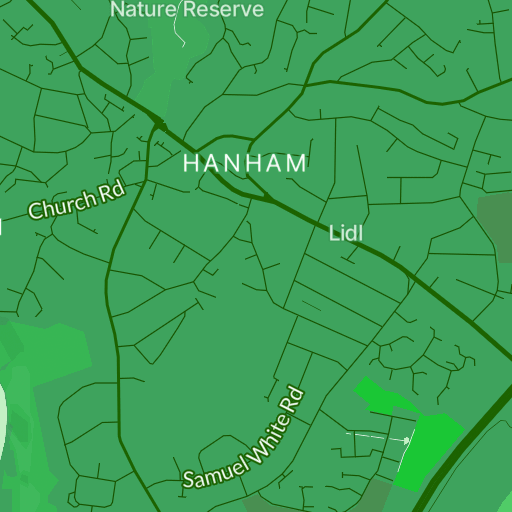 Nature Reserve
HANHAM
Church Rd
Lidl
Samuel White Rd